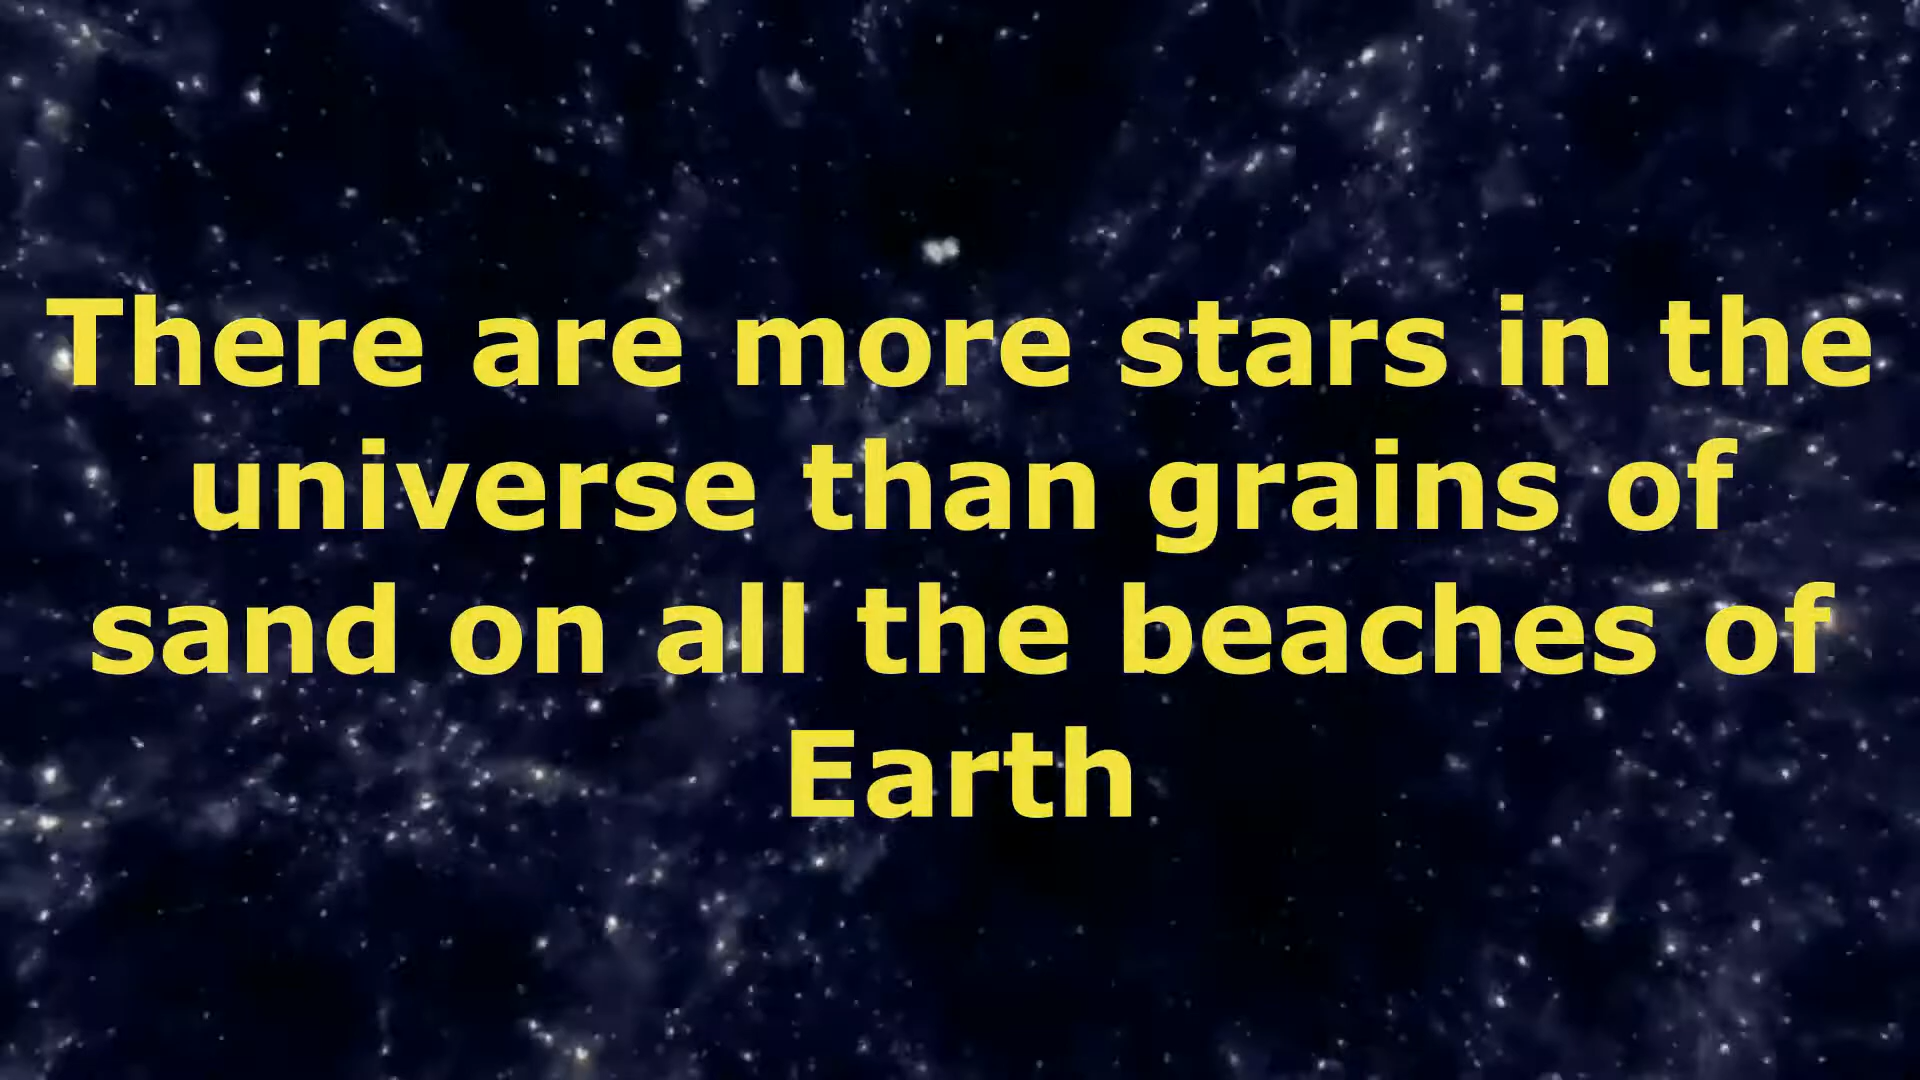 There are more stars in the
universe than grains of
sand on all the beaches of
Earth